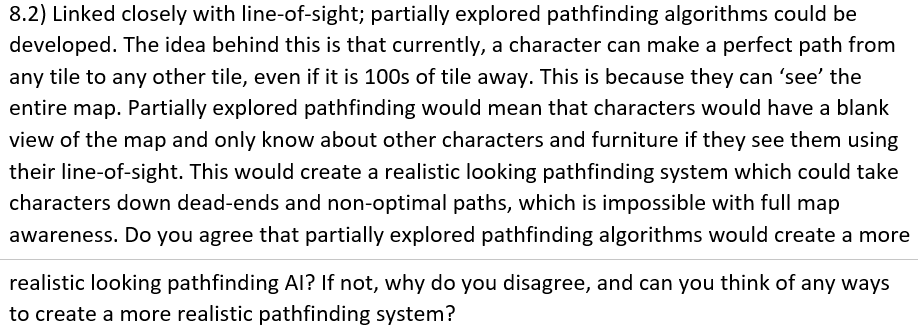 8.2) Linked closely with line-of-sight; partially explored pathfinding algorithms could be
developed. The idea behind this is that currently, a character can make a perfect path from
any tile to any other tile, even if it is 100s of tile away. This is because they can ‘see’ the
entire map. Partially explored pathfinding would mean that characters would have a blank
view of the map and only know about other characters and furniture if they see them using
their line-of-sight. This would create a realistic looking pathfinding system which could take
characters down dead-ends and non-optimal paths, which is impossible with full map
awareness. Do you agree that partially explored pathfinding algorithms would create a more
realistic looking pathfinding AI? If not, why do you disagree, and can you think of any ways
to create a more realistic pathfinding system?